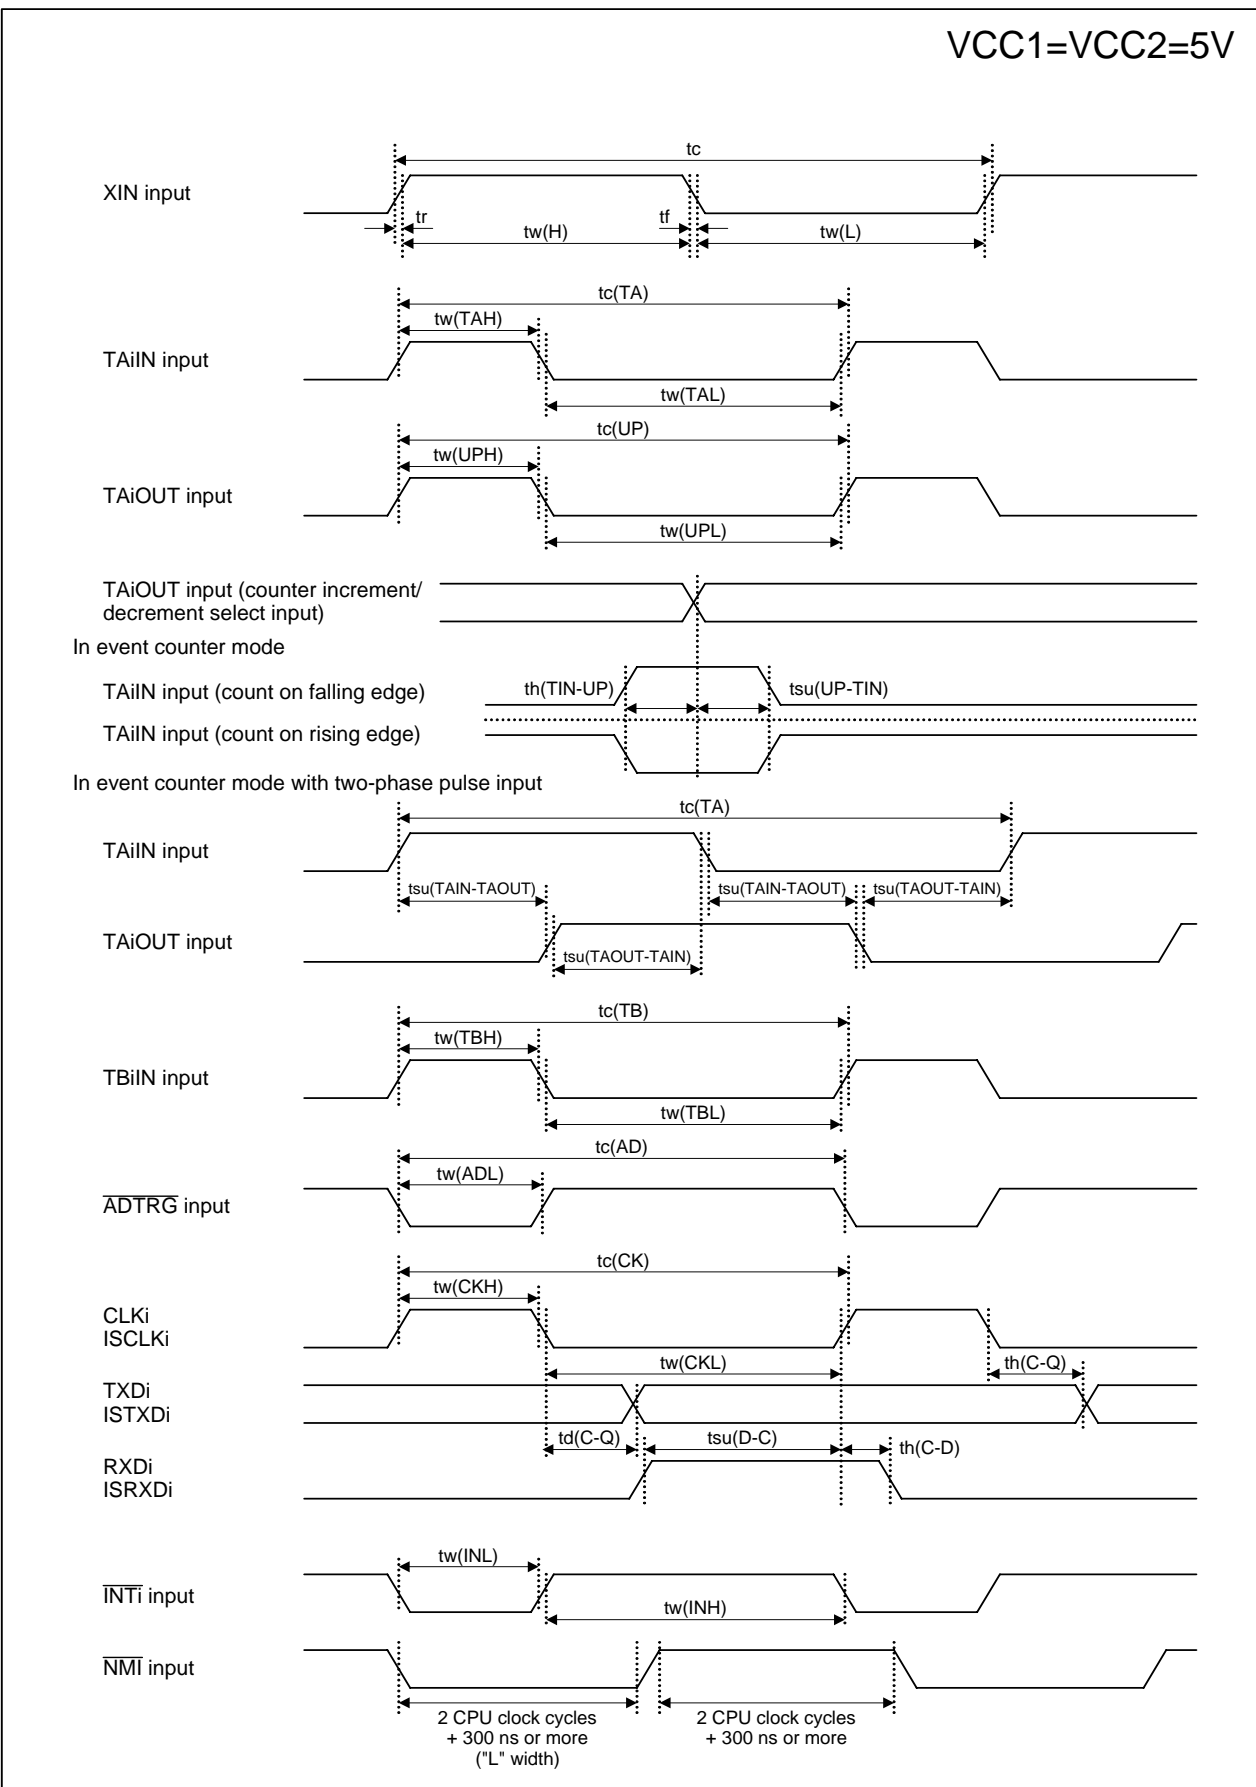 VCC1=VCC2=5V
tc
XIN input
tr
tf
tw(H)
tw(L)
tc(TA)
tw(TAH)
TAiIN input
tw(TAL)
tc(UP)
tw(UPH)
TAiOUT input
tw(UPL)
TAiOUT input (counter increment/
decrement select input)
In event counter mode
TAiIN input (count on falling edge)
th(TIN-UP)
tsu(UP-TIN)
TAiIN input (count on rising edge)
In event counter mode with two-phase pulse input
tc(TA)
TAiIN input
tsu(TAIN-TAOUT)
tsu(TAIN-TAOUT)
tsu(TAOUT-TAIN)
TAiOUT input
tsu(TAOUT-TAIN)
tc(TB)
tw(TBH)
TBiIN input
tw(TBL)
tc(AD)
tw(ADL)
ADTRG input
tc(CK)
tw(CKH)
CLKi
ISCLKi
tw(CKL)
th(C-Q)
TXDi
ISTXDi
td(C-Q)
tsu(D-C)
th(C-D)
RXDi
ISRXDi
tw(INL)
INTi input
tw(INH)
NMI input
2 CPU clock cycles
+ 300 ns or more
("L" width)
2 CPU clock cycles
+ 300 ns or more